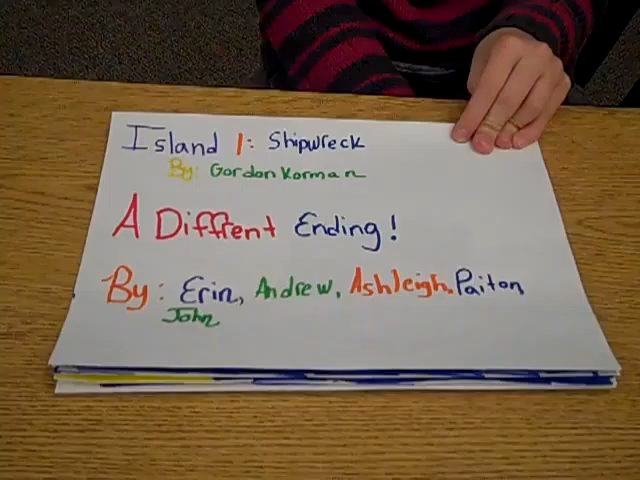 Island 1: Shipwreck
By: Gordon Korman
A Diffrent Ending!
By: Erin, Andrew, Ashleigh, Paiton
John